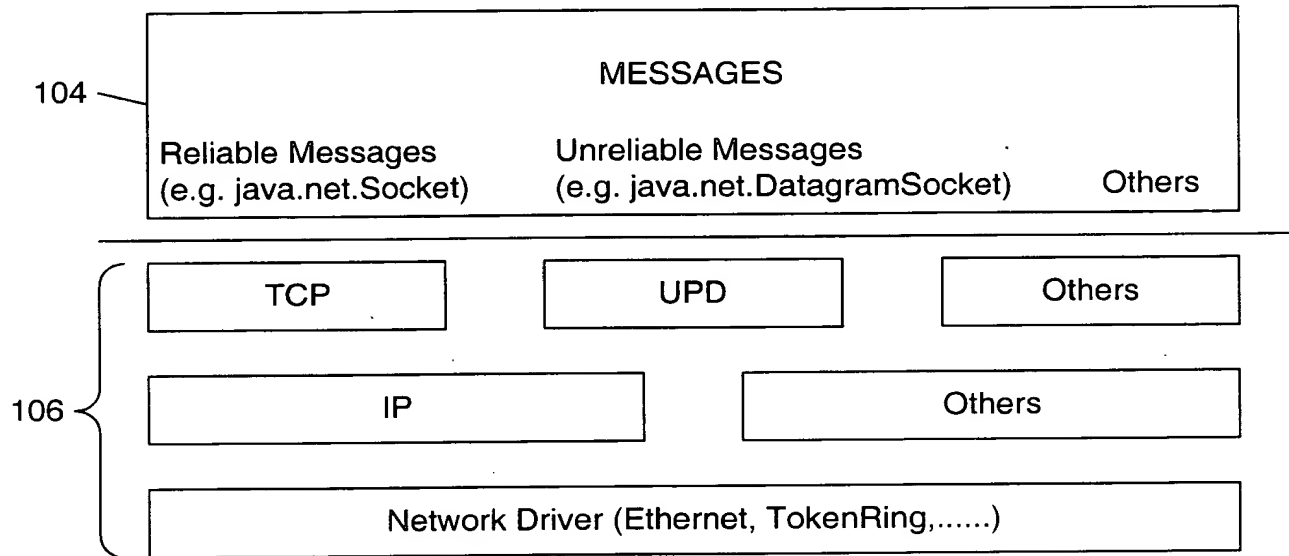 MESSAGES
104
Reliable Messages
(e.g. java.net.Socket)
Unreliable Messages
(e.g. java.net.DatagramSocket)
Others
TCP
UPD
Others
106
IP
Others
Network Driver (Ethernet, TokenRing,......)